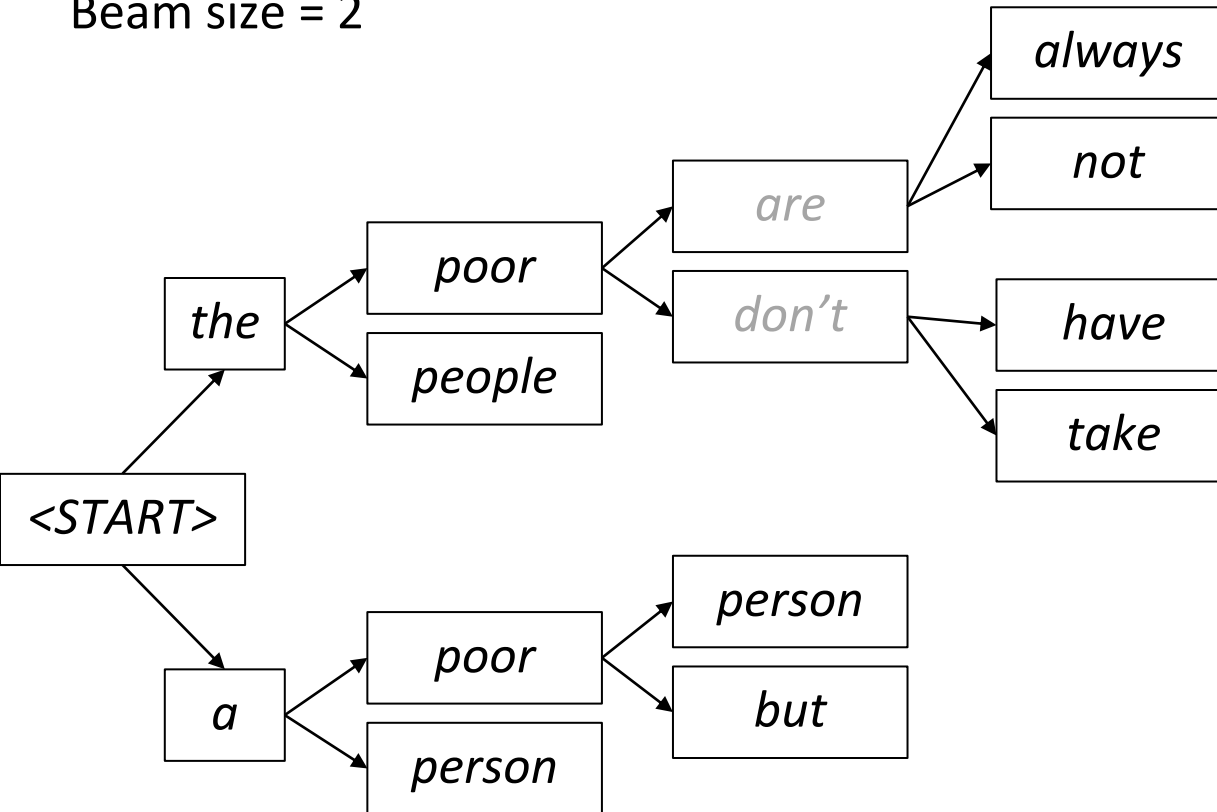 Beam size = 2
always
not
are
poor
don't
have
the
people
take
<START>
person
poor
but
a
person